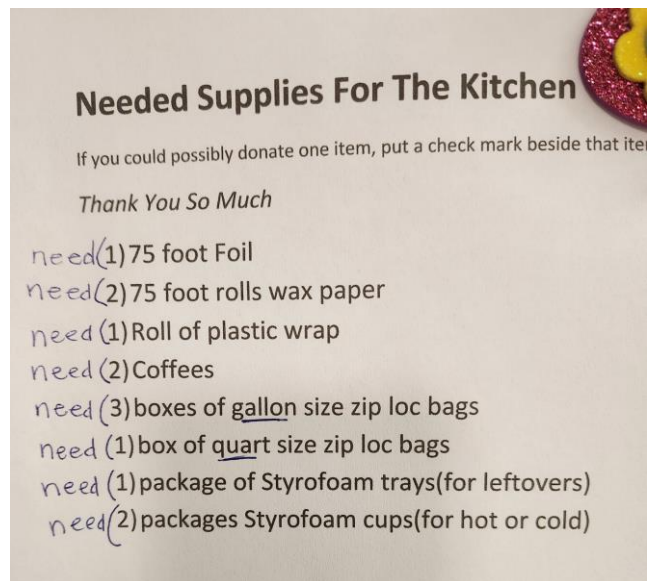 Needed Supplies For The Kitchen
If you could possibly donate one item, put a check mark beside that
Thank You So Much
need (1) 75 foot Foil
need (2) 75 foot rolls wax paper
need (1) Roll of plastic wrap
need (2) Coffees
need (3) boxes of gallon size zip loc bags
need (1) box of quart size zip loc bags
need (1) package of Styrofoam trays(for leftovers)
need (2) packages Styrofoam cups(for hot or cold)